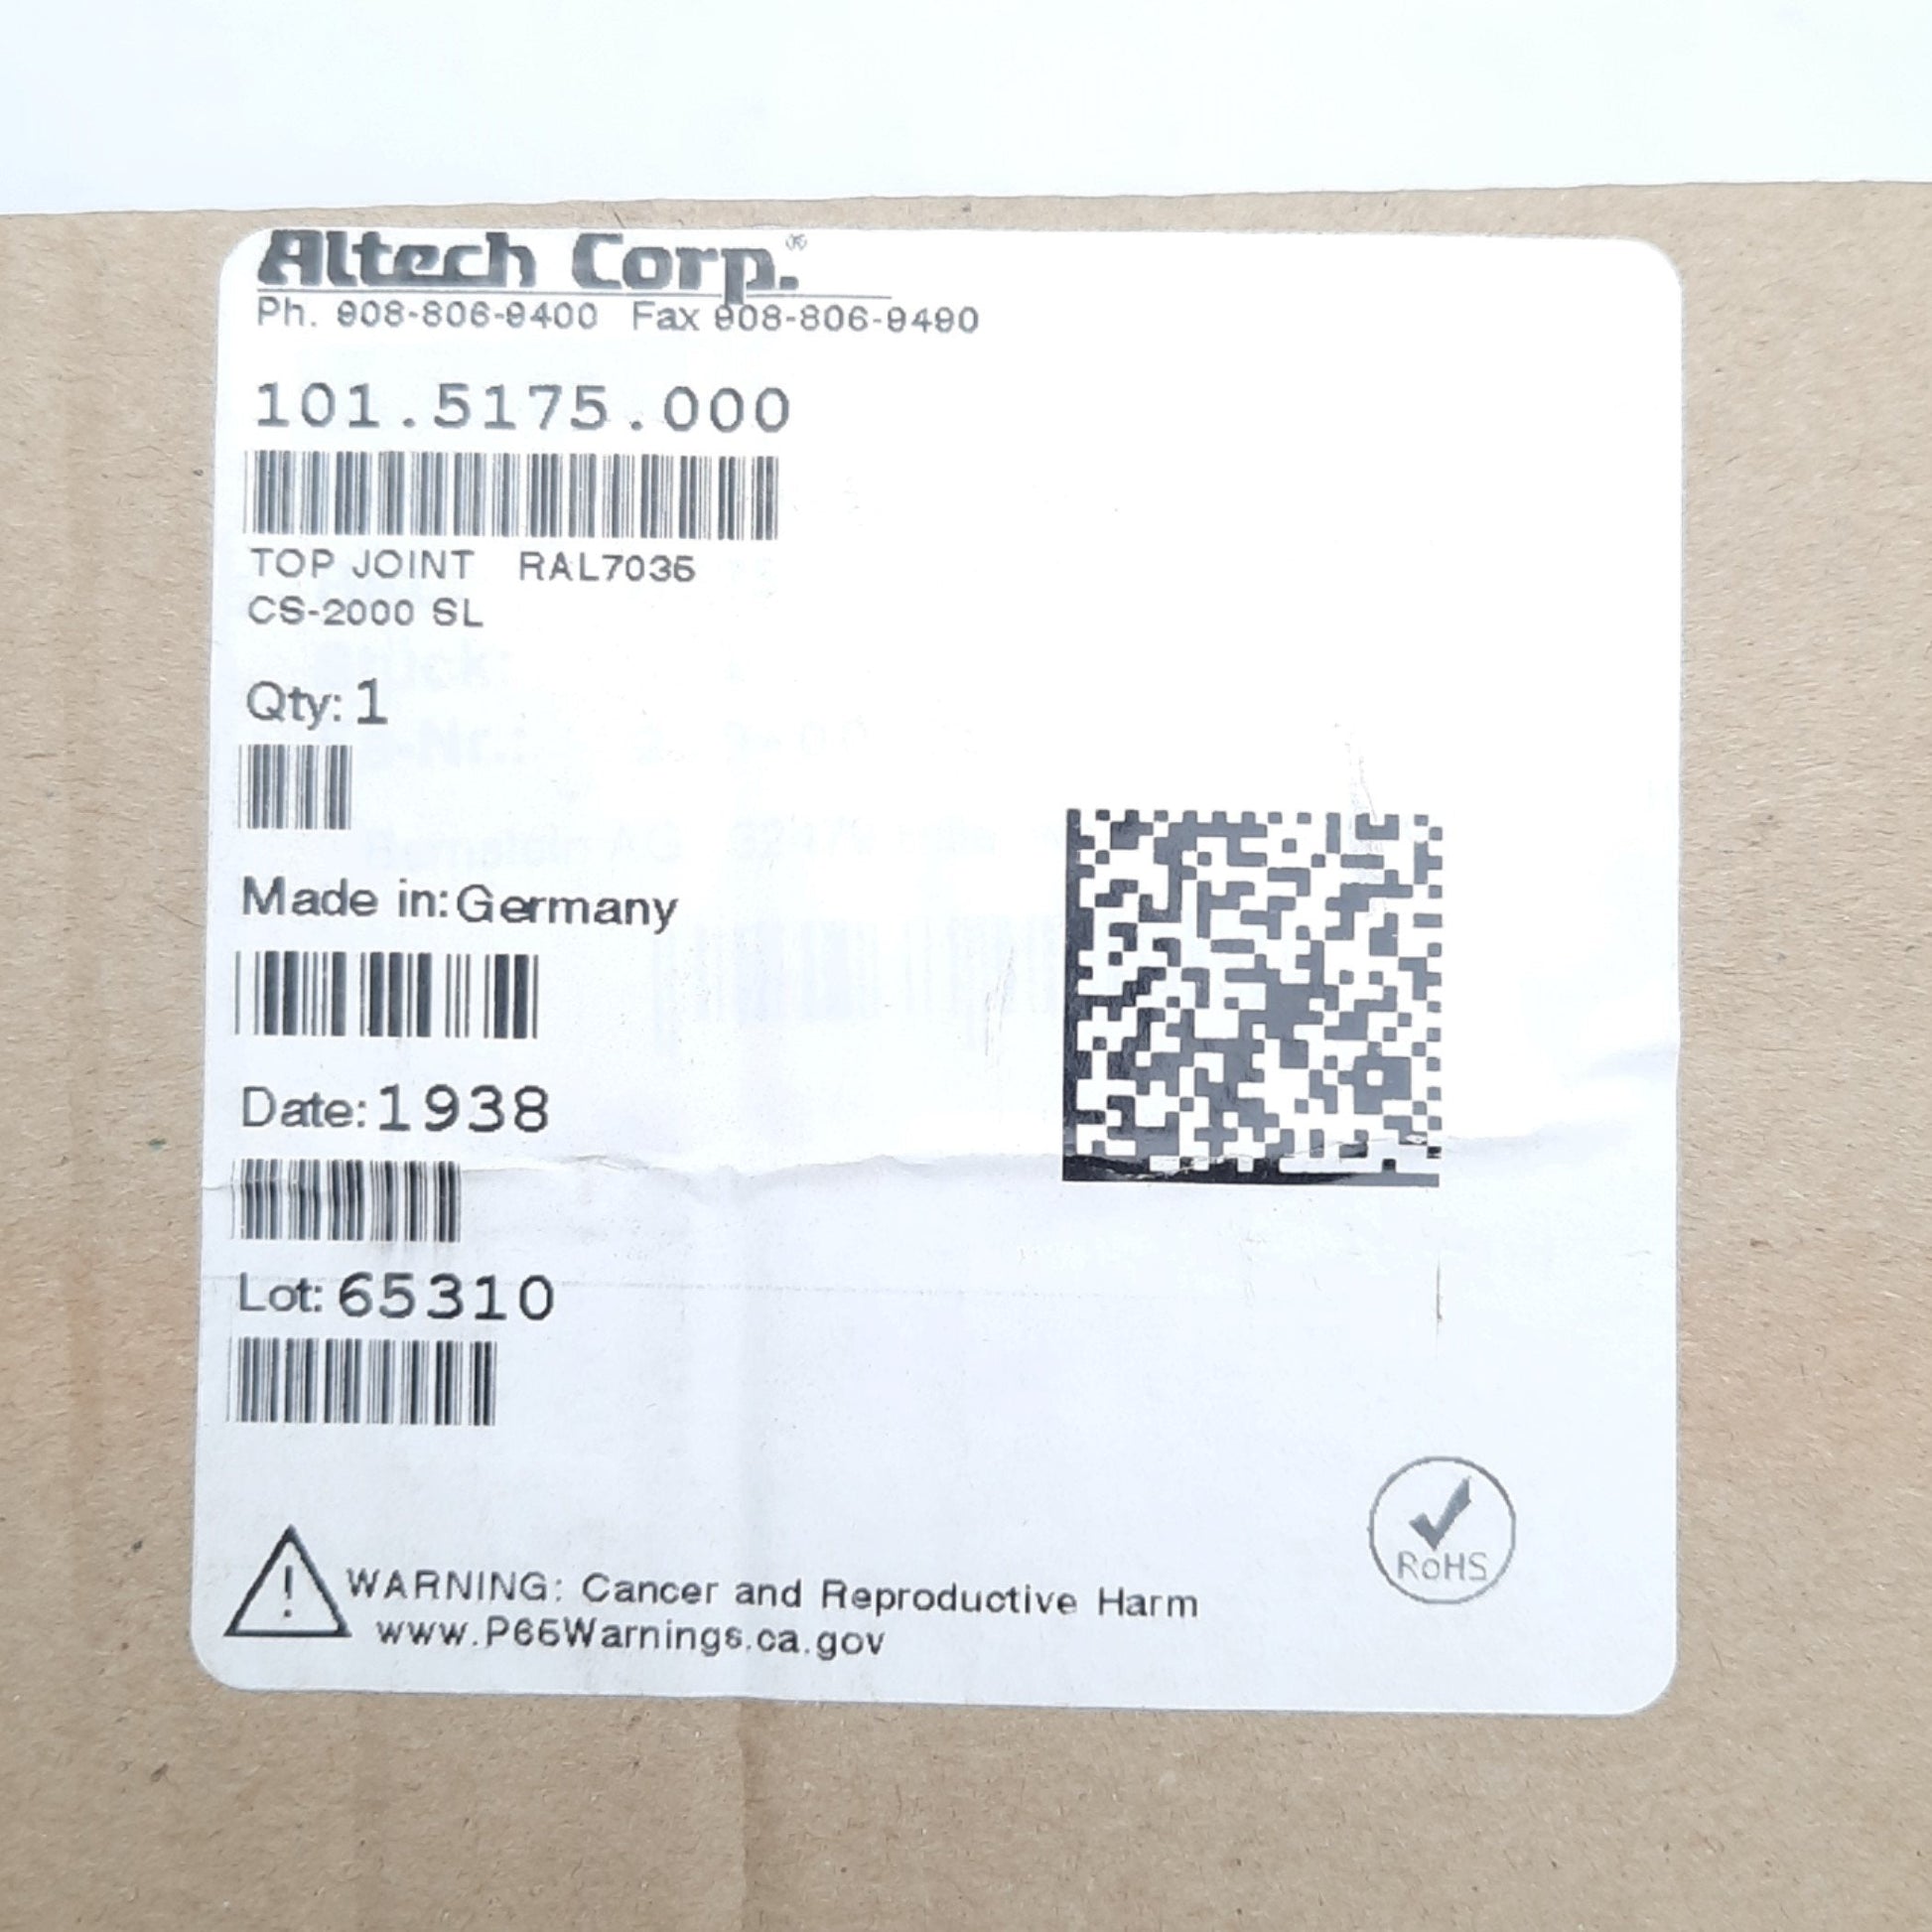 Altech Corp.®
Ph. 908-806-9400 Fax 908-806-9490
101.5175.000
TOP JOINT RAL7035
CS-2000 SL
Qty: 1
Made in: Germany
Date: 1938
Lot: 65310
WARNING: Cancer and Reproductive Harm
www.P65Warnings.ca.gov
RoHS